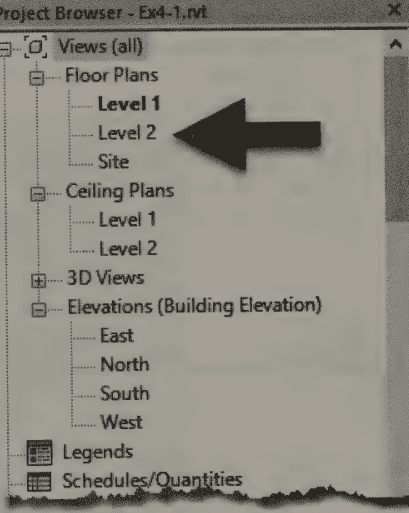 Project Browser - Ex4-1.rvt
Views (all)
Floor Plans
Level 1
Level 2
Site
Ceiling Plans
Level 1
Level 2
3D Views
Elevations (Building Elevation)
East
North
South
West
Legends
Schedules/Quantities